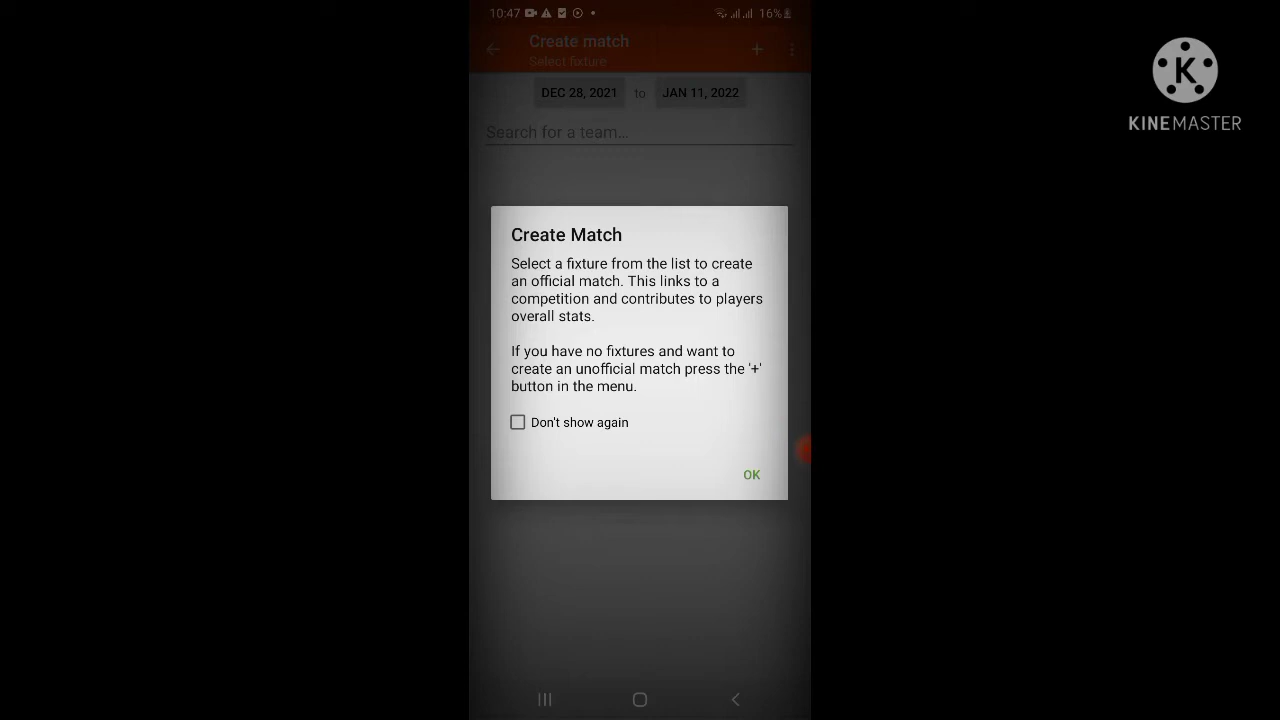 10:47
16%
Create match
Select fixture
DEC 28, 2021 to JAN 11, 2022
Search for a team...
Create Match
Select a fixture from the list to create
an official match. This links to a
competition and contributes to players
overall stats.
If you have no fixtures and want to
create an unofficial match press the '+'
button in the menu.
Don't show again
OK
K
KINEMASTER